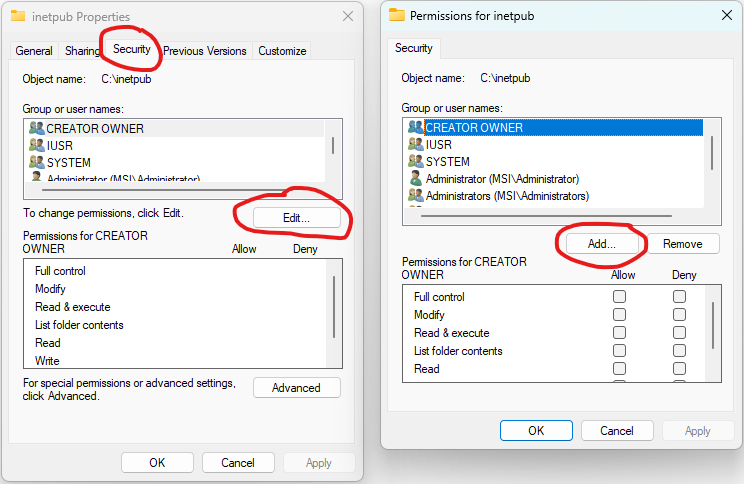 inetpub Properties
General Sharing Security Previous Versions Customize
Object name: C:\inetpub
Group or user names:
CREATOR OWNER
IUSR
SYSTEM
Administrator (MSI\Administrator)
To change permissions, click Edit.
Edit...
Permissions for CREATOR
OWNER Allow Deny
Full control
Modify
Read & execute
List folder contents
Read
Write
For special permissions or advanced settings,
click Advanced.
Advanced
OK Cancel Apply
Permissions for inetpub
Security
Object name: C:\inetpub
Group or user names:
CREATOR OWNER
IUSR
SYSTEM
Administrator (MSI\Administrator)
Administrators (MSI\Administrators)
Add... Remove
Permissions for CREATOR
OWNER Allow Deny
Full control
Modify
Read & execute
List folder contents
Read
OK Cancel Apply